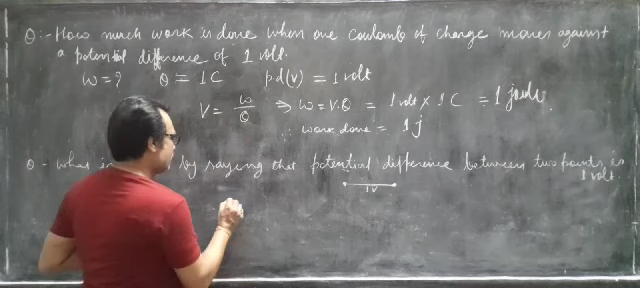 Q:- How much work is done when one coulomb of charge moves against
a potential difference of 1 volt.
W = ? Q = 1C p.d(v) = 1 volt
V = W/Q ⇒ W = V.Q = 1 volt × 1 C = 1 joule.
∴ work done = 1 j
Q - What is by saying that potential difference between two points is
1 volt.
1V